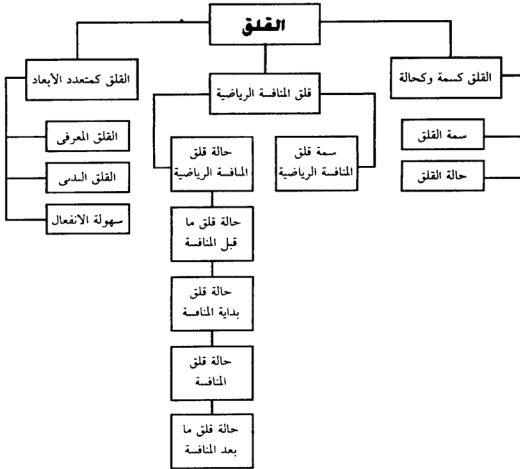 القلق
القلق كسمة وكحالة
سمة القلق
حالة القلق
قلق المنافسة الرياضية
سمة قلق
المنافسة الرياضية
حالة قلق
المنافسة الرياضية
حالة قلق ما
قبل المنافسة
حالة قلق
بداية المنافسة
حالة قلق
المنافسة
حالة قلق ما
بعد المنافسة
القلق كمتعدد الأبعاد
القلق المعرفى
القلق البدنى
سهولة الانفعال